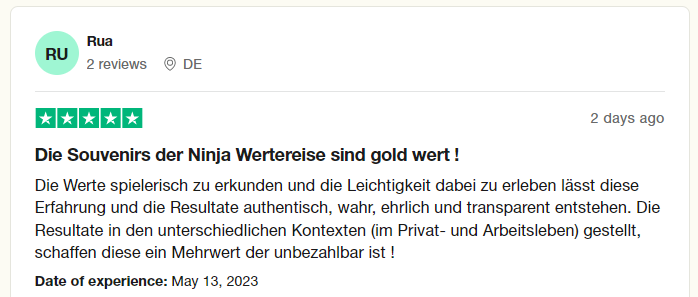 RU
Rua
2 reviews DE
2 days ago
Die Souvenirs der Ninja Wertereise sind gold wert !
Die Werte spielerisch zu erkunden und die Leichtigkeit dabei zu erleben lässt diese
Erfahrung und die Resultate authentisch, wahr, ehrlich und transparent entstehen. Die
Resultate in den unterschiedlichen Kontexten (im Privat- und Arbeitsleben) gestellt,
schaffen diese ein Mehrwert der unbezahlbar ist !
Date of experience: May 13, 2023